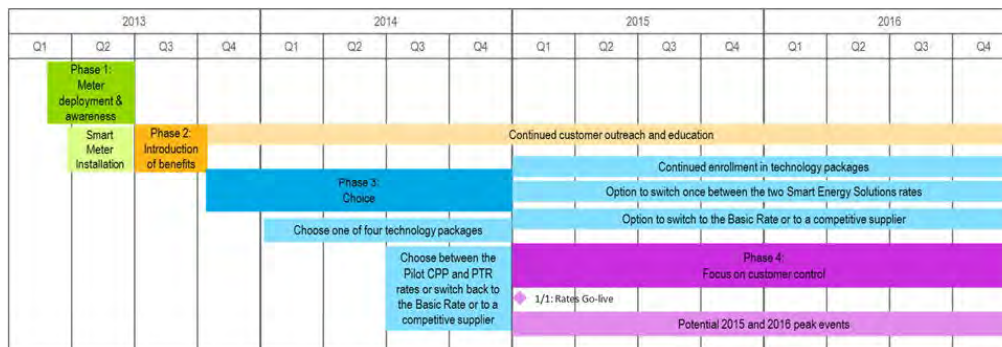 2013 2014 2015 2016
Q1 Q2 Q3 Q4 Q1 Q2 Q3 Q4 Q1 Q2 Q3 Q4 Q1 Q2 Q3 Q4
Phase 1:
Meter
deployment &
awareness
Smart
Meter
Installation
Phase 2:
Introduction
of benefits
Continued customer outreach and education
Continued enrollment in technology packages
Phase 3:
Choice
Option to switch once between the two Smart Energy Solutions rates
Option to switch to the Basic Rate or to a competitive supplier
Choose one of four technology packages
Choose between the
Pilot CPP and PTR
rates or switch back to
the Basic Rate or to a
competitive supplier
Phase 4:
Focus on customer control
1/1: Rates Go-live
Potential 2015 and 2016 peak events